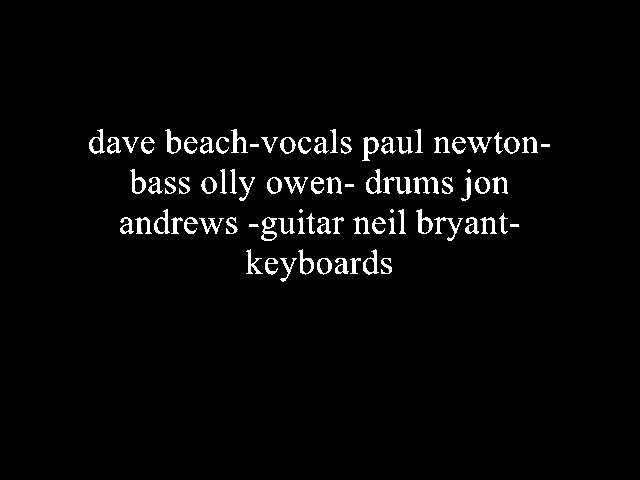 dave beach-vocals paul newton-
bass olly owen- drums jon
andrews -guitar neil bryant-
keyboards